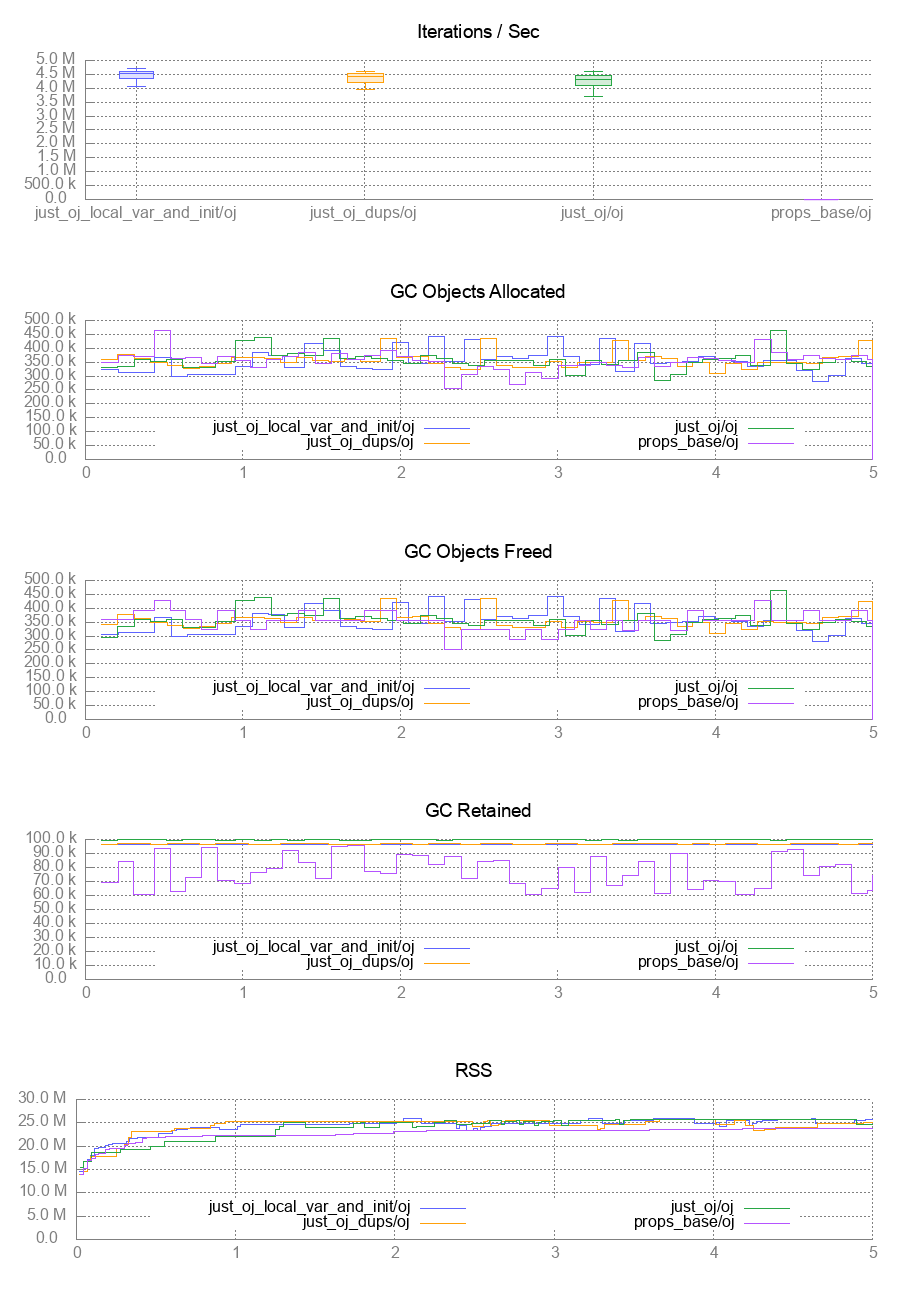 Iterations / Sec
5.0 M
4.5 M
4.0 M
3.5 M
3.0 M
2.5 M
2.0 M
1.5 M
1.0 M
500.0 k
0.0
just_oj_local_var_and_init/oj just_oj_dups/oj just_oj/oj props_base/oj
GC Objects Allocated
500.0 k
450.0 k
400.0 k
350.0 k
300.0 k
250.0 k
200.0 k
150.0 k
100.0 k
50.0 k
0.0
just_oj_local_var_and_init/oj just_oj/oj
just_oj_dups/oj props_base/oj
0 1 2 3 4 5
GC Objects Freed
500.0 k
450.0 k
400.0 k
350.0 k
300.0 k
250.0 k
200.0 k
150.0 k
100.0 k
50.0 k
0.0
just_oj_local_var_and_init/oj just_oj/oj
just_oj_dups/oj props_base/oj
0 1 2 3 4 5
GC Retained
100.0 k
90.0 k
80.0 k
70.0 k
60.0 k
50.0 k
40.0 k
30.0 k
20.0 k
10.0 k
0.0
just_oj_local_var_and_init/oj just_oj/oj
just_oj_dups/oj props_base/oj
0 1 2 3 4 5
RSS
30.0 M
25.0 M
20.0 M
15.0 M
10.0 M
5.0 M
0.0
just_oj_local_var_and_init/oj just_oj/oj
just_oj_dups/oj props_base/oj
0 1 2 3 4 5